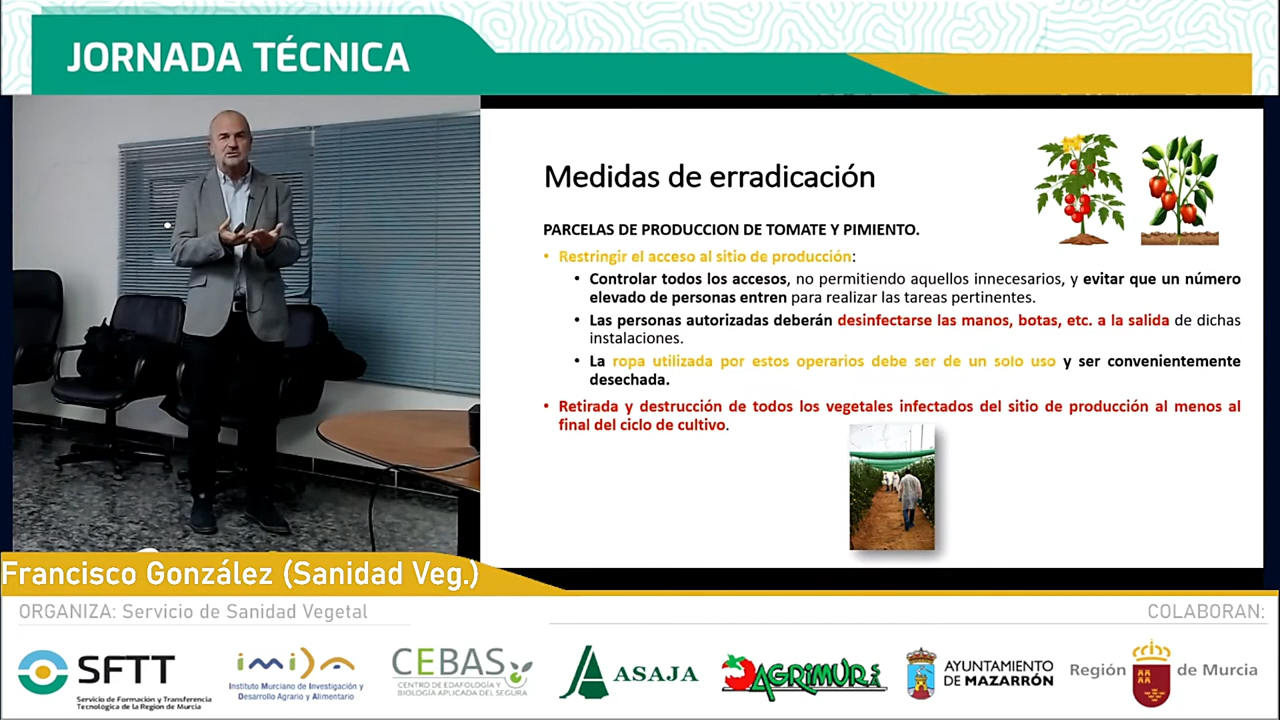 JORNADA TÉCNICA
Medidas de erradicación
PARCELAS DE PRODUCCION DE TOMATE Y PIMIENTO.
• Restringir el acceso al sitio de producción:
• Controlar todos los accesos, no permitiendo aquellos innecesarios, y evitar que un número
elevado de personas entren para realizar las tareas pertinentes.
• Las personas autorizadas deberán desinfectarse las manos, botas, etc. a la salida de dichas
instalaciones.
• La ropa utilizada por estos operarios debe ser de un solo uso y ser convenientemente
desechada.
• Retirada y destrucción de todos los vegetales infectados del sitio de producción al menos al
final del ciclo de cultivo.
Francisco González (Sanidad Veg.)
ORGANIZA: Servicio de Sanidad Vegetal
COLABORAN:
SFTT
Servicio de Formación y Transferencia
Tecnológica de la Región de Murcia
imida
Instituto Murciano de Investigación y
Desarrollo Agrario y Alimentario
CEBAS
CENTRO DE EDAFOLOGÍA Y
BIOLOGÍA APLICADA DEL SEGURA
ASAJA
AGRIMUR
AYUNTAMIENTO
DE MAZARRÓN
Región de Murcia